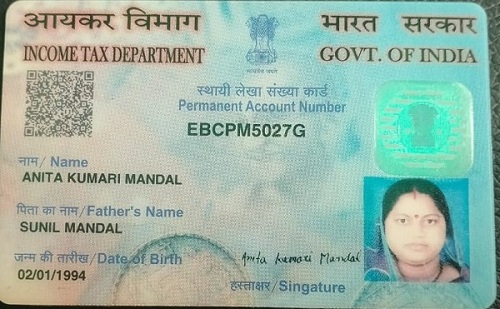 आयकर विभाग
INCOME TAX DEPARTMENT
भारत सरकार
GOVT. OF INDIA
सत्यमेव जयते
स्थायी लेखा संख्या कार्ड
Permanent Account Number
EBCPM5027G
नाम/ Name
ANITA KUMARI MANDAL
पिता का नाम/Father's Name
SUNIL MANDAL
जन्म की तारीख/Date of Birth
02/01/1994
Anita Kumari Mandal
हस्ताक्षर/Singature